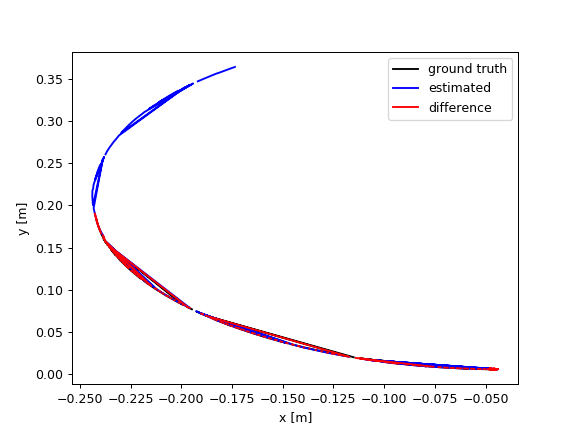 ground truth
estimated
difference
y [m]
0.35
0.30
0.25
0.20
0.15
0.10
0.05
0.00
−0.250 −0.225 −0.200 −0.175 −0.150 −0.125 −0.100 −0.075 −0.050
x [m]